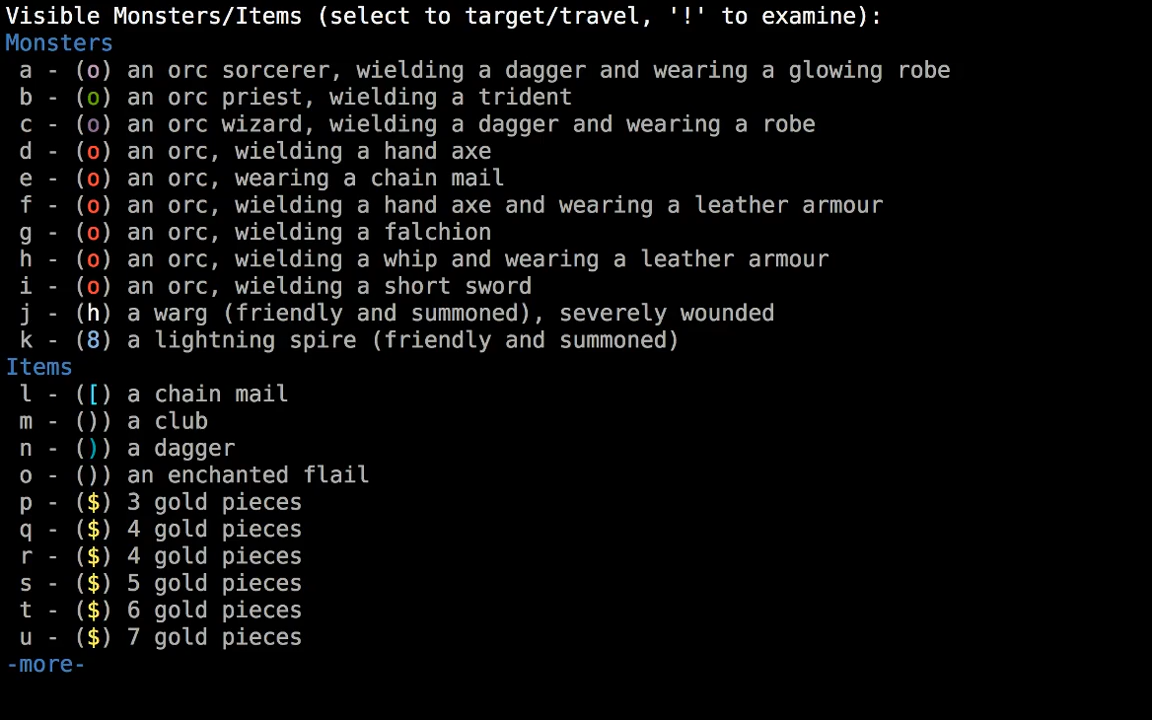 Visible Monsters/Items (select to target/travel, '!' to examine):
Monsters
a - (o) an orc sorcerer, wielding a dagger and wearing a glowing robe
b - (o) an orc priest, wielding a trident
c - (o) an orc wizard, wielding a dagger and wearing a robe
d - (o) an orc, wielding a hand axe
e - (o) an orc, wearing a chain mail
f - (o) an orc, wielding a hand axe and wearing a leather armour
g - (o) an orc, wielding a falchion
h - (o) an orc, wielding a whip and wearing a leather armour
i - (o) an orc, wielding a short sword
j - (h) a warg (friendly and summoned), severely wounded
k - (8) a lightning spire (friendly and summoned)
Items
l - ([) a chain mail
m - ()) a club
n - ()) a dagger
o - ()) an enchanted flail
p - ($) 3 gold pieces
q - ($) 4 gold pieces
r - ($) 4 gold pieces
s - ($) 5 gold pieces
t - ($) 6 gold pieces
u - ($) 7 gold pieces
-more-